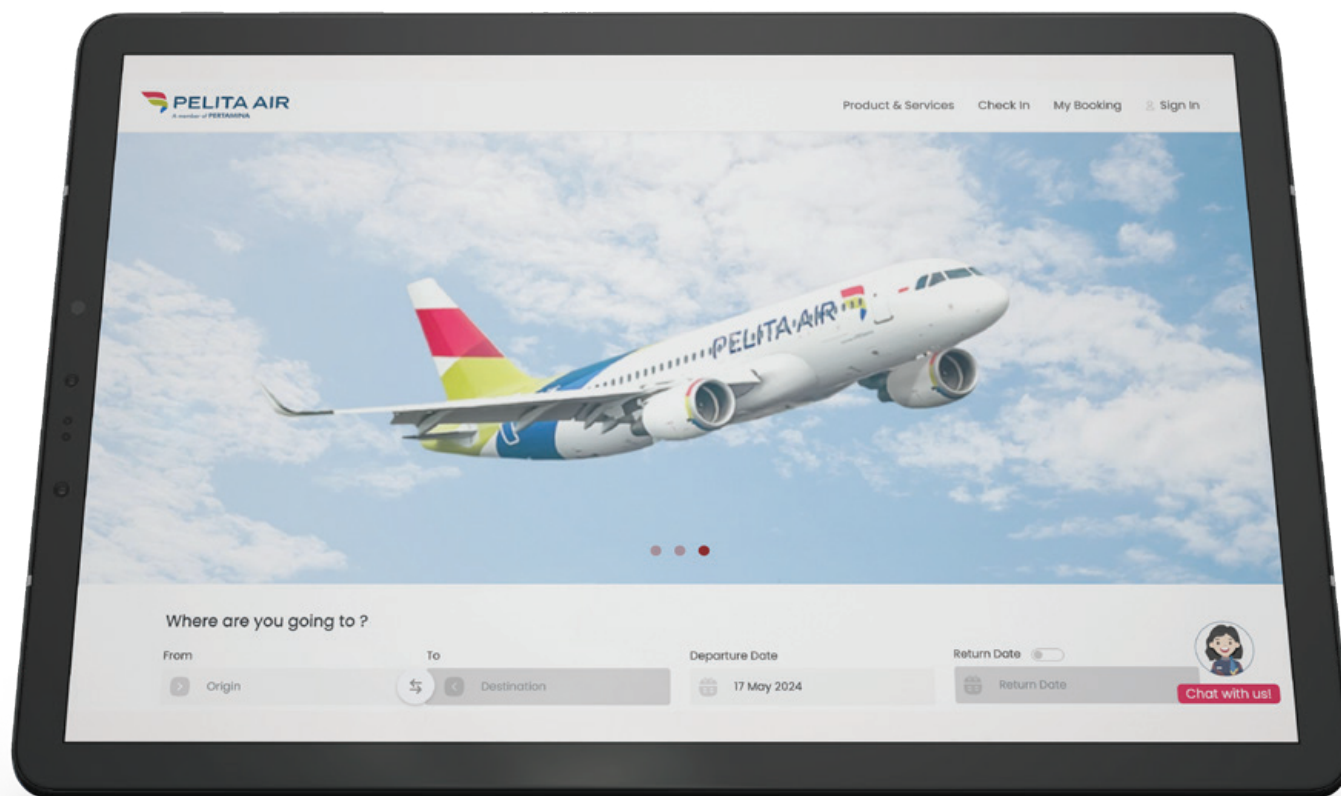 PELITA AIR
A member of PERTAMINA
Product & Services Check In My Booking Sign In
PELITA AIR
Where are you going to ?
From To Departure Date Return Date
Origin Destination 17 May 2024 Return Date
Chat with us!